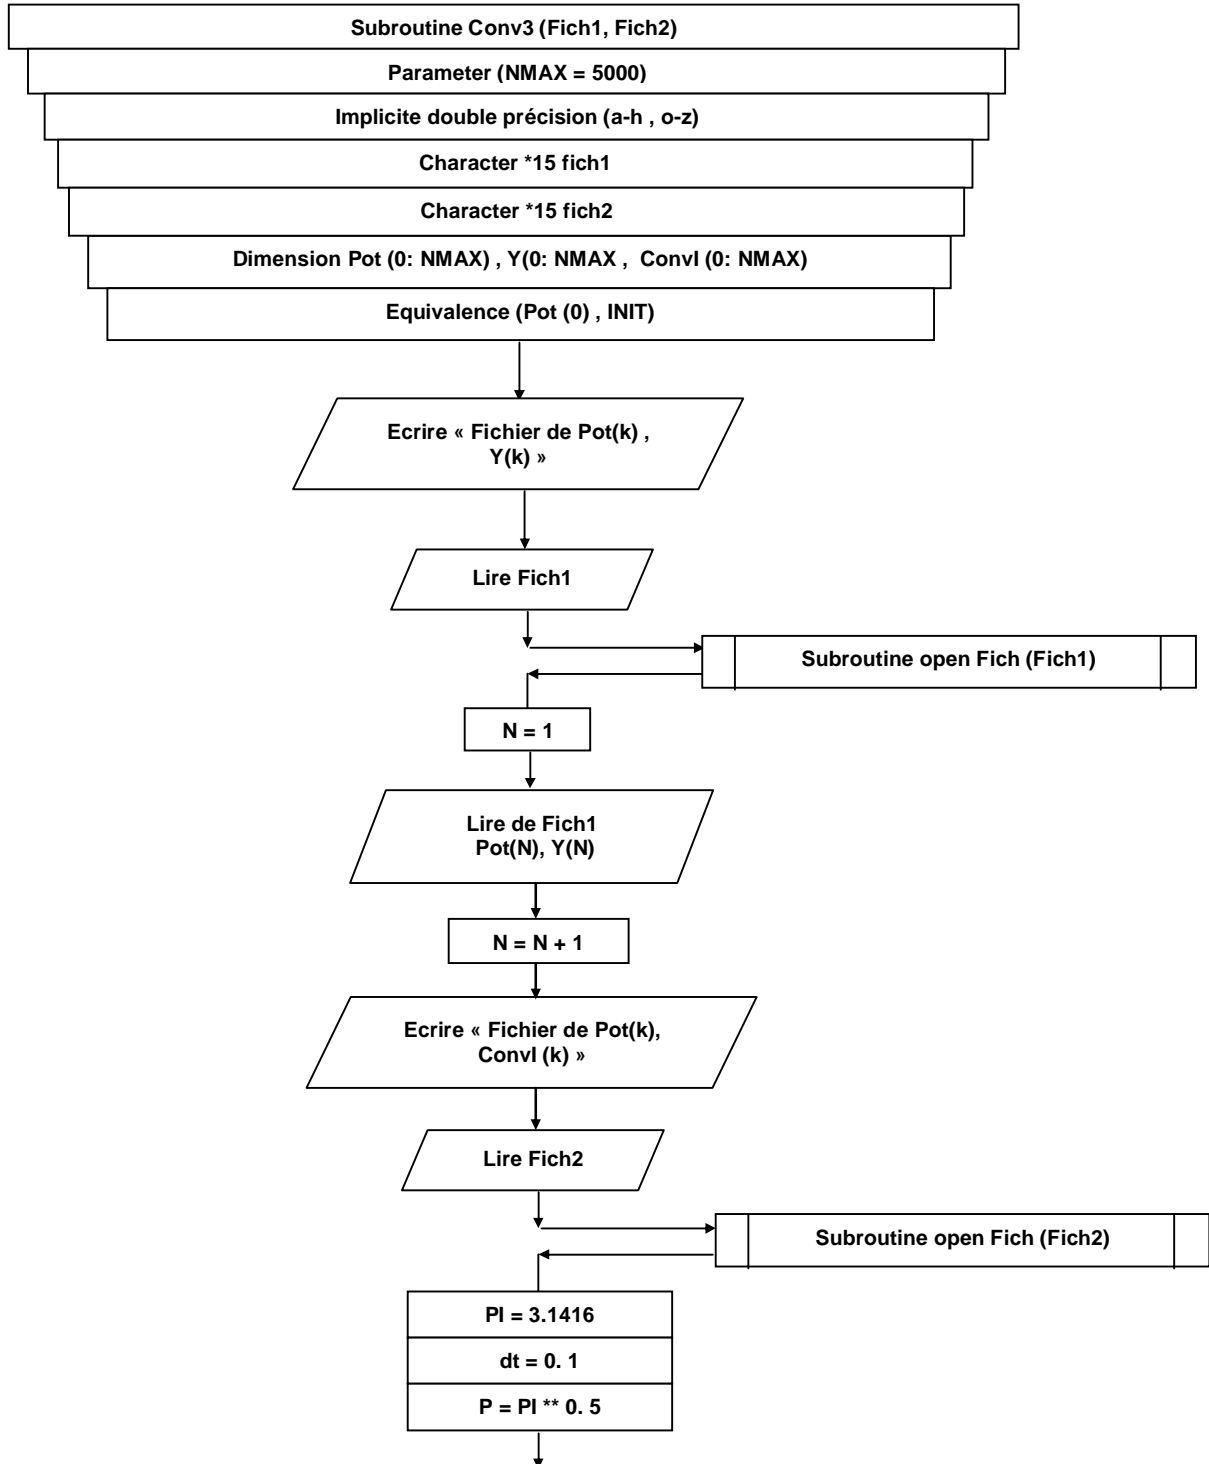 Subroutine Conv3 (Fich1, Fich2)
Parameter (NMAX = 5000)
Implicite double précision (a-h , o-z)
Character *15 fich1
Character *15 fich2
Dimension Pot (0: NMAX) , Y(0: NMAX , ConvI (0: NMAX)
Equivalence (Pot (0) , INIT)
Ecrire « Fichier de Pot(k) ,
Y(k) »
Lire Fich1
Subroutine open Fich (Fich1)
N = 1
Lire de Fich1
Pot(N), Y(N)
N = N + 1
Ecrire « Fichier de Pot(k),
ConvI (k) »
Lire Fich2
Subroutine open Fich (Fich2)
PI = 3.1416
dt = 0. 1
P = PI ** 0. 5